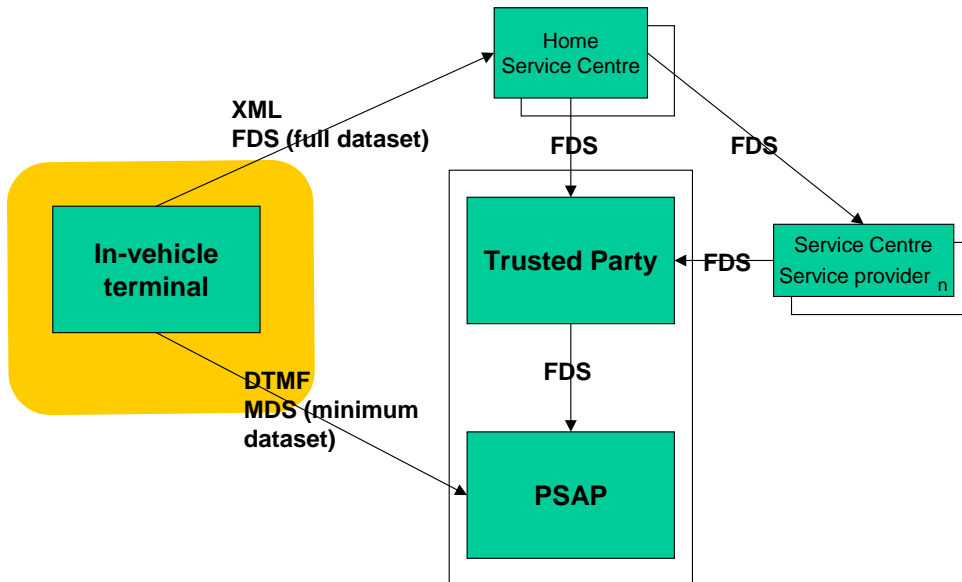 Home
Service Centre
XML
FDS (full dataset)
FDS
FDS
In-vehicle
terminal
Trusted Party
FDS
Service Centre
Service provider n
FDS
DTMF
MDS (minimum
dataset)
PSAP